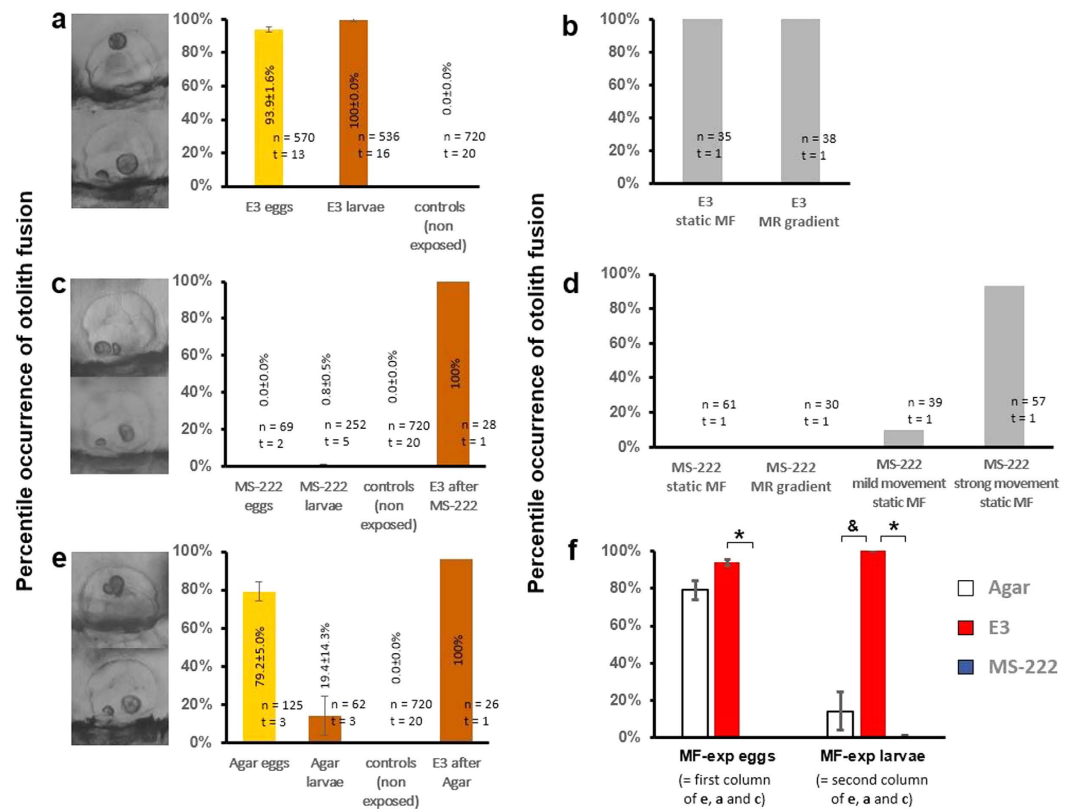 Percentile occurrence of otolith fusion
a
100%
80%
60%
40%
20%
0%
93.9±1.6%
100±0.0%
0.0±0.0%
n = 570
t = 13
n = 536
t = 16
n = 720
t = 20
E3 eggs
E3 larvae
controls
(non
exposed)
Percentile occurrence of otolith fusion
b
100%
80%
60%
40%
20%
0%
n = 35
t = 1
n = 38
t = 1
E3
static MF
E3
MR gradient
c
100%
80%
60%
40%
20%
0%
0.0±0.0%
0.8±0.5%
0.0±0.0%
100%
n = 69
t = 2
n = 252
t = 5
n = 720
t = 20
n = 28
t = 1
MS-222
eggs
MS-222
larvae
controls
(non
exposed)
E3 after
MS-222
d
100%
80%
60%
40%
20%
0%
n = 61
t = 1
n = 30
t = 1
n = 39
t = 1
n = 57
t = 1
MS-222
static MF
MS-222
MR gradient
MS-222
mild movement
static MF
MS-222
strong movement
static MF
e
100%
80%
60%
40%
20%
0%
79.2±5.0%
19.4±14.3%
0.0±0.0%
100%
n = 125
t = 3
n = 62
t = 3
n = 720
t = 20
n = 26
t = 1
Agar eggs
Agar
larvae
controls
(non
exposed)
E3 after
Agar
f
100%
80%
60%
40%
20%
0%
*
&
*
Agar
E3
MS-222
MF-exp eggs
(= first column
of e, a and c)
MF-exp larvae
(= second column
of e, a and c)